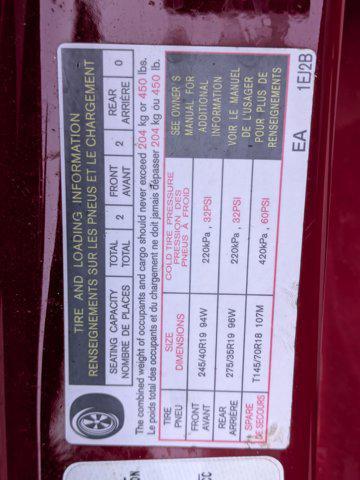 TIRE AND LOADING INFORMATION
RENSEIGNEMENTS SUR LES PNEUS ET LE CHARGEMENT
SEATING CAPACITY TOTAL 2 FRONT 2 REAR 0
NOMBRE DE PLACES TOTAL AVANT ARRIÈRE
The combined weight of occupants and cargo should never exceed 204 kg or 450 lbs.
Le poids total des occupants et du chargement ne doit jamais dépasser 204 kg ou 450 lb.
TIRE SIZE COLD TIRE PRESSURE
PNEU DIMENSIONS PRESSION DES PNEUS À FROID
FRONT 245/40R19 94W 220kPa , 32PSI
AVANT
REAR 275/35R19 96W 220kPa , 32PSI
ARRIÈRE
SPARE T145/70R18 107M 420kPa , 60PSI
DE SECOURS
SEE OWNER'S
MANUAL FOR
ADDITIONAL
INFORMATION
VOIR LE MANUEL
DE L'USAGER
POUR PLUS DE
RENSEIGNEMENTS
EA 1EJ2B